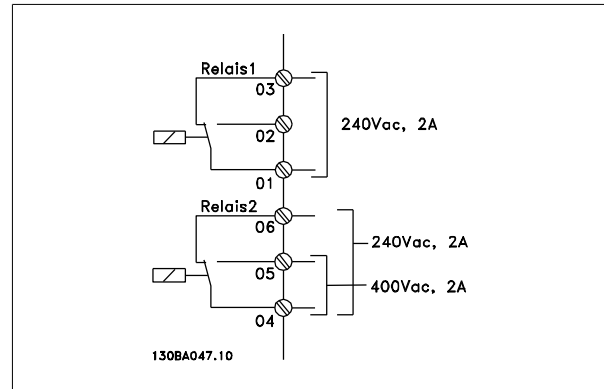 Relais1
03
240Vac, 2A
02
01
Relais2
06
240Vac, 2A
05
400Vac, 2A
04
130BA047.10